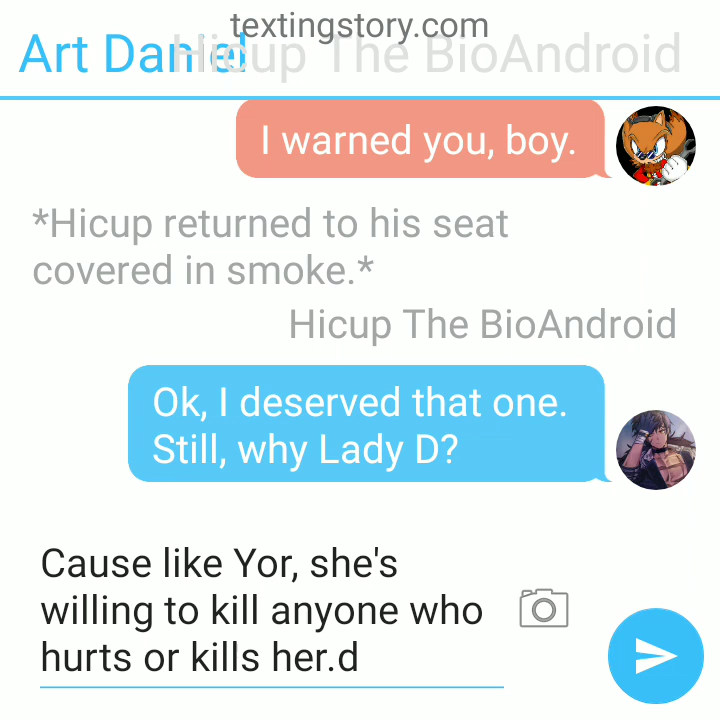 textingstory.com
Art Daniel
Hicup The BioAndroid
I warned you, boy.
*Hicup returned to his seat
covered in smoke.*
Hicup The BioAndroid
Ok, I deserved that one.
Still, why Lady D?
Cause like Yor, she's
willing to kill anyone who
hurts or kills her.d